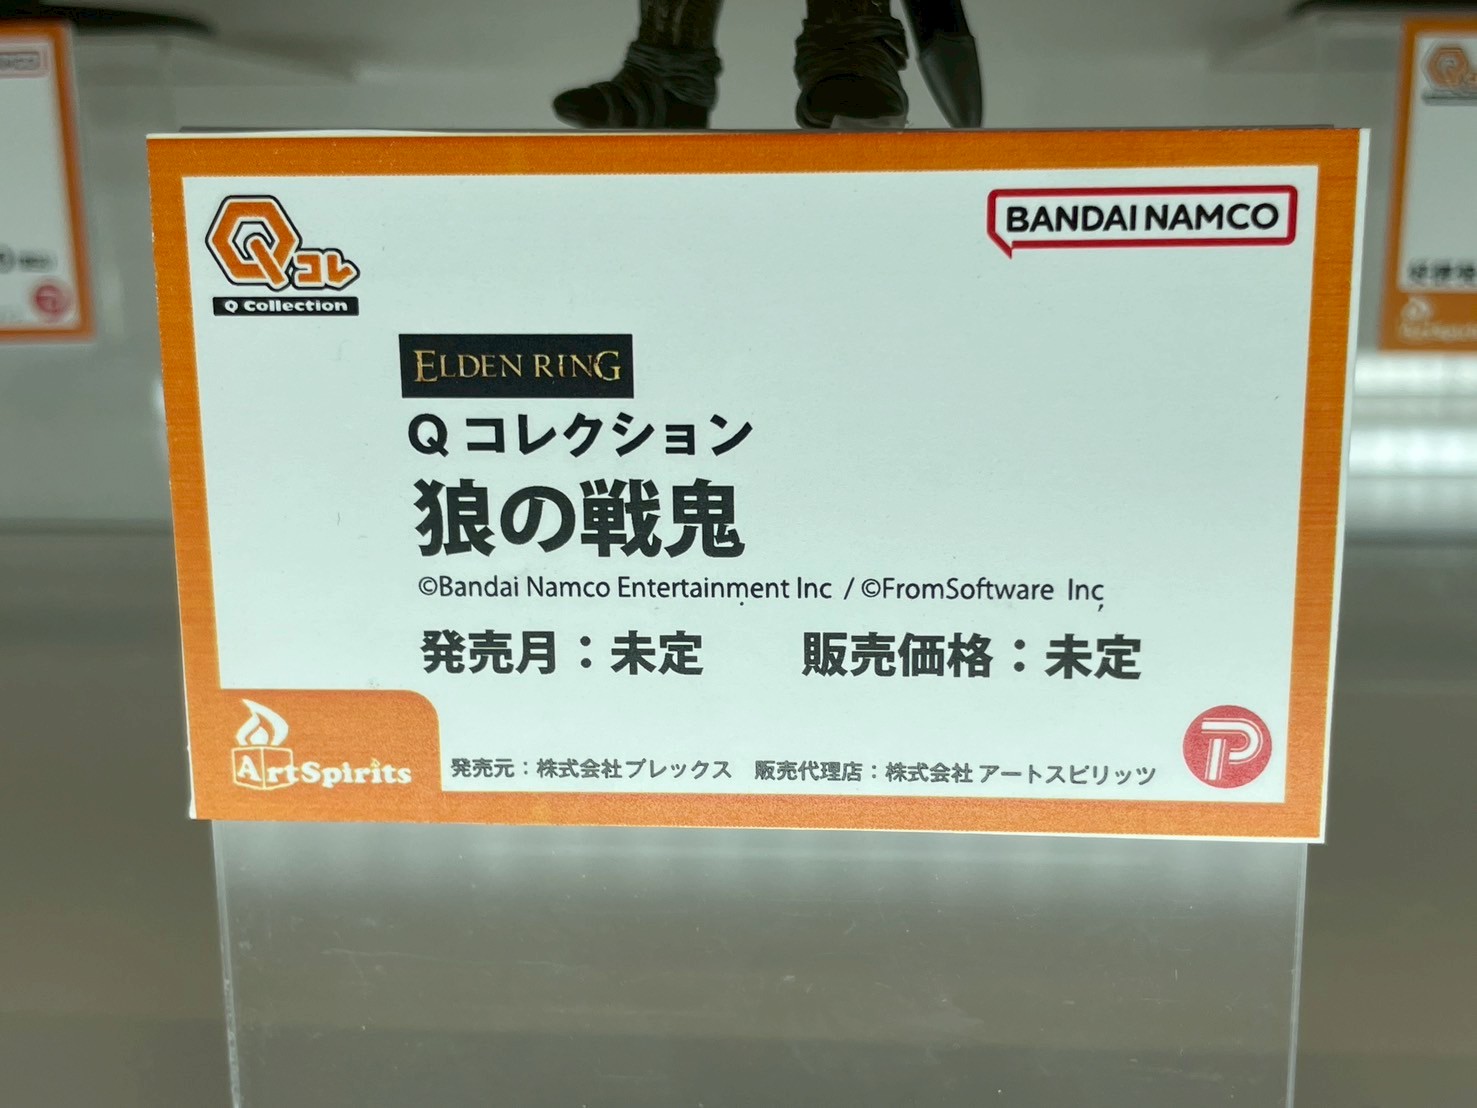 Qコレ
Q Collection
BANDAI NAMCO
ELDEN RING
Q コレクション
狼の戦鬼
©Bandai Namco Entertainment Inc / ©FromSoftware Inc
発売月：未定 販売価格：未定
ArtSpirits
発売元：株式会社プレックス 販売代理店：株式会社 アートスピリッツ
P